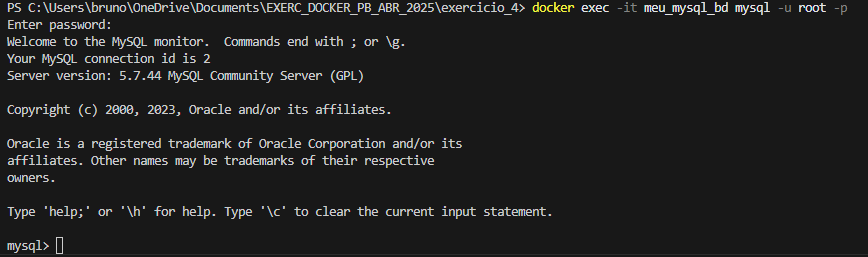 PS C:\Users\bruno\OneDrive\Documents\EXERC_DOCKER_PB_ABR_2025\exercicio_4> docker exec -it meu_mysql_bd mysql -u root -p
Enter password:
Welcome to the MySQL monitor.  Commands end with ; or \g.
Your MySQL connection id is 2
Server version: 5.7.44 MySQL Community Server (GPL)
Copyright (c) 2000, 2023, Oracle and/or its affiliates.
Oracle is a registered trademark of Oracle Corporation and/or its
affiliates. Other names may be trademarks of their respective
owners.
Type 'help;' or '\h' for help. Type '\c' to clear the current input statement.
mysql>